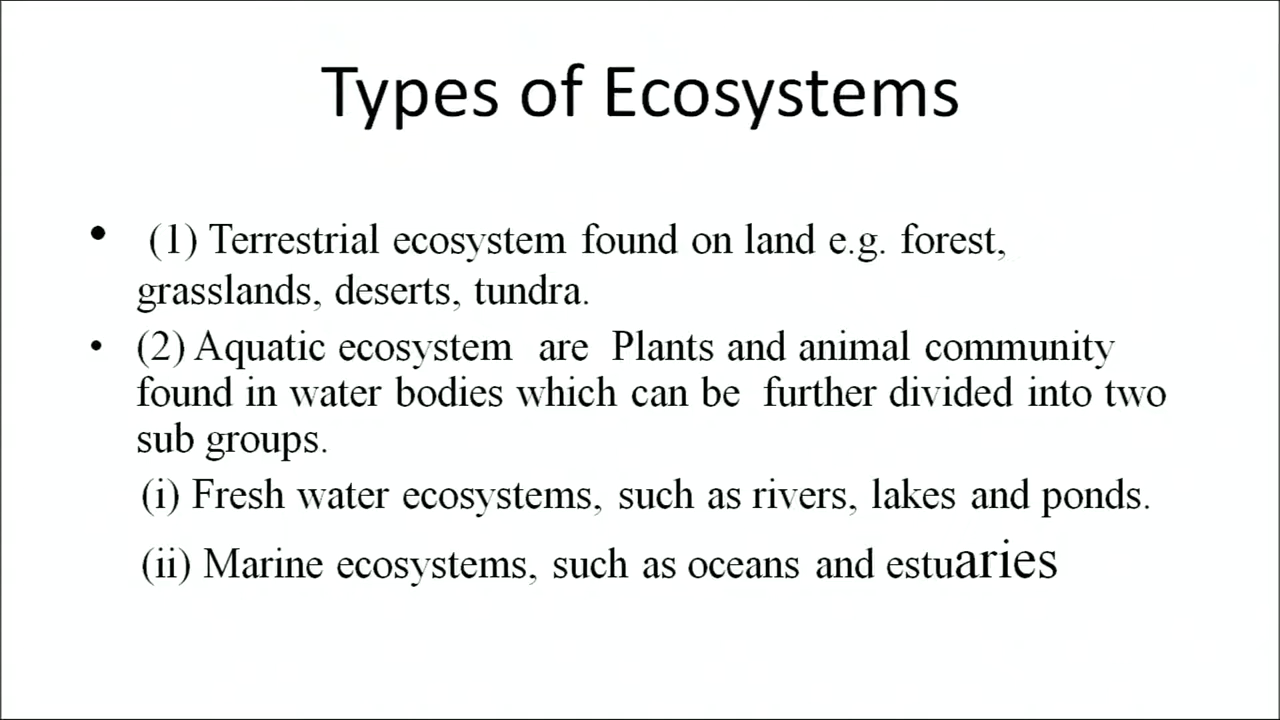 Types of Ecosystems
• (1) Terrestrial ecosystem found on land e.g. forest,
grasslands, deserts, tundra.
• (2) Aquatic ecosystem are Plants and animal community
found in water bodies which can be further divided into two
sub groups.
(i) Fresh water ecosystems, such as rivers, lakes and ponds.
(ii) Marine ecosystems, such as oceans and estuaries